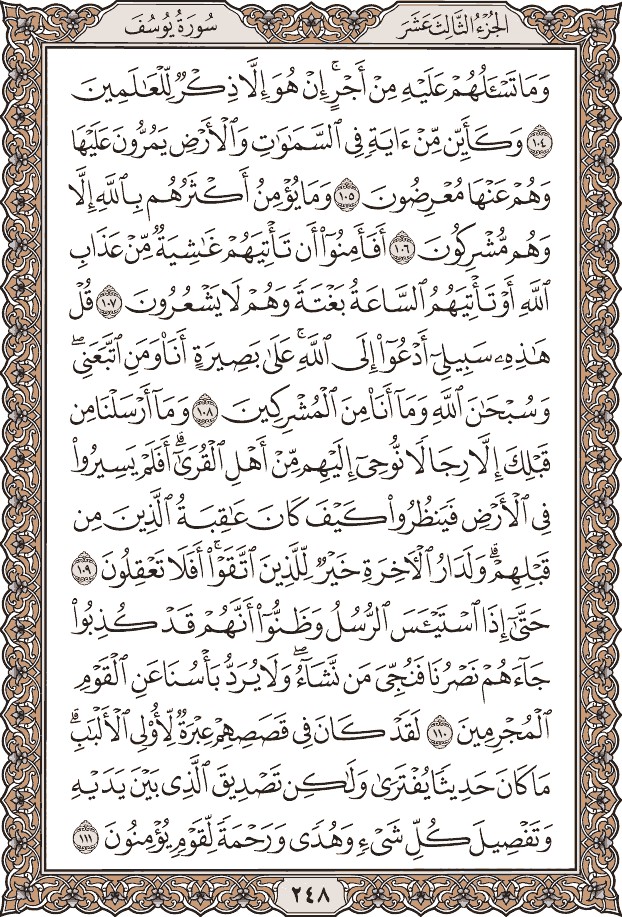 سُورَةُ يُوسُفَ
الجُزْءُ الثَّالِثَ عَشَرَ
وَمَا تَسْـَٔلُهُمْ عَلَيْهِ مِنْ أَجْرٍ ۚ إِنْ هُوَ إِلَّا ذِكْرٌ لِّلْعَـٰلَمِينَ
١٠٤ وَكَأَيِّن مِّنْ ءَايَةٍ فِى ٱلسَّمَـٰوَٰتِ وَٱلْأَرْضِ يَمُرُّونَ عَلَيْهَا
وَهُمْ عَنْهَا مُعْرِضُونَ ١٠٥ وَمَا يُؤْمِنُ أَكْثَرُهُم بِٱللَّهِ إِلَّا
وَهُم مُّشْرِكُونَ ١٠٦ أَفَأَمِنُوٓا۟ أَن تَأْتِيَهُمْ غَـٰشِيَةٌ مِّنْ عَذَابِ
ٱللَّهِ أَوْ تَأْتِيَهُمُ ٱلسَّاعَةُ بَغْتَةً وَهُمْ لَا يَشْعُرُونَ ١٠٧ قُلْ
هَـٰذِهِۦ سَبِيلِىٓ أَدْعُوٓا۟ إِلَى ٱللَّهِ ۚ عَلَىٰ بَصِيرَةٍ أَنَا۠ وَمَنِ ٱتَّبَعَنِى ۖ
وَسُبْحَـٰنَ ٱللَّهِ وَمَآ أَنَا۠ مِنَ ٱلْمُشْرِكِينَ ١٠٨ وَمَآ أَرْسَلْنَا مِن
قَبْلِكَ إِلَّا رِجَالًا نُّوحِىٓ إِلَيْهِم مِّنْ أَهْلِ ٱلْقُرَىٰٓ ۗ أَفَلَمْ يَسِيرُوا۟
فِى ٱلْأَرْضِ فَيَنظُرُوا۟ كَيْفَ كَانَ عَـٰقِبَةُ ٱلَّذِينَ مِن
قَبْلِهِمْ ۗ وَلَدَارُ ٱلْـَٔاخِرَةِ خَيْرٌ لِّلَّذِينَ ٱتَّقَوْا۟ ۗ أَفَلَا تَعْقِلُونَ ١٠٩
حَتَّىٰٓ إِذَا ٱسْتَيْـَٔسَ ٱلرُّسُلُ وَظَنُّوٓا۟ أَنَّهُمْ قَدْ كُذِبُوا۟
جَآءَهُمْ نَصْرُنَا فَنُجِّىَ مَن نَّشَآءُ ۖ وَلَا يُرَدُّ بَأْسُنَا عَنِ ٱلْقَوْمِ
ٱلْمُجْرِمِينَ ١١٠ لَقَدْ كَانَ فِى قَصَصِهِمْ عِبْرَةٌ لِّأُو۟لِى ٱلْأَلْبَـٰبِ ۗ
مَا كَانَ حَدِيثًا يُفْتَرَىٰ وَلَـٰكِن تَصْدِيقَ ٱلَّذِى بَيْنَ يَدَيْهِ
وَتَفْصِيلَ كُلِّ شَىْءٍ وَهُدًى وَرَحْمَةً لِّقَوْمٍ يُؤْمِنُونَ ١١١
٢٤٨